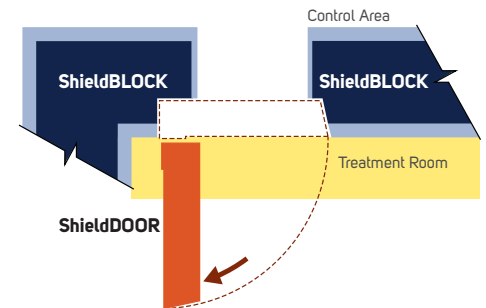 Control Area
ShieldBLOCK
ShieldBLOCK
Treatment Room
ShieldDOOR